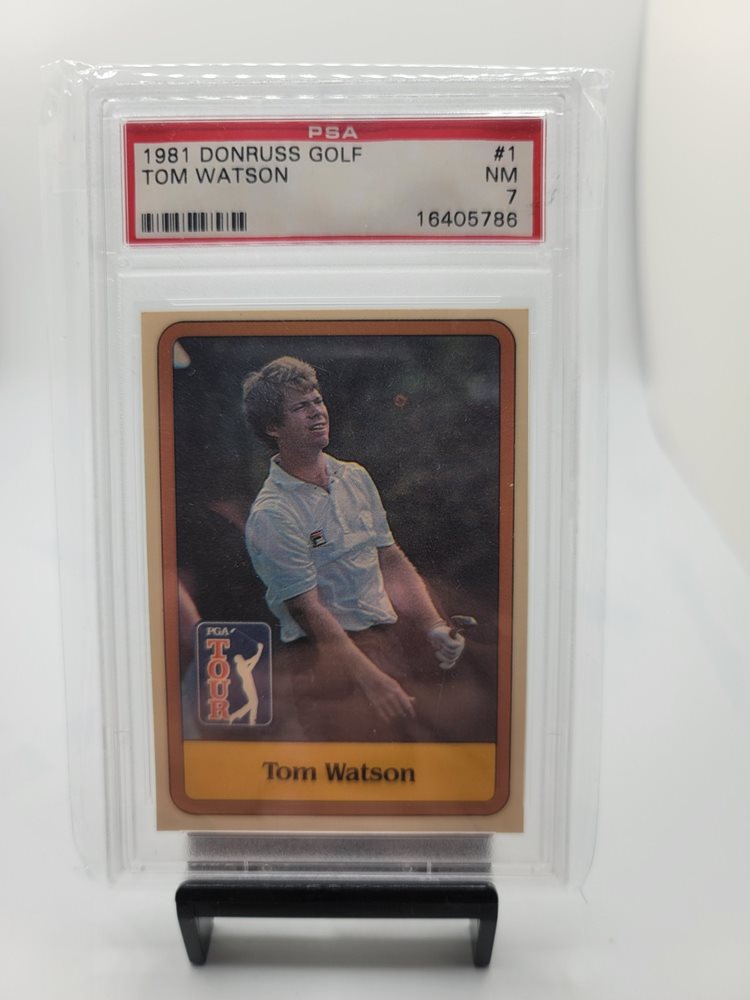 PSA
1981 DONRUSS GOLF #1
TOM WATSON NM
7
16405786
PGA
TOUR
Tom Watson